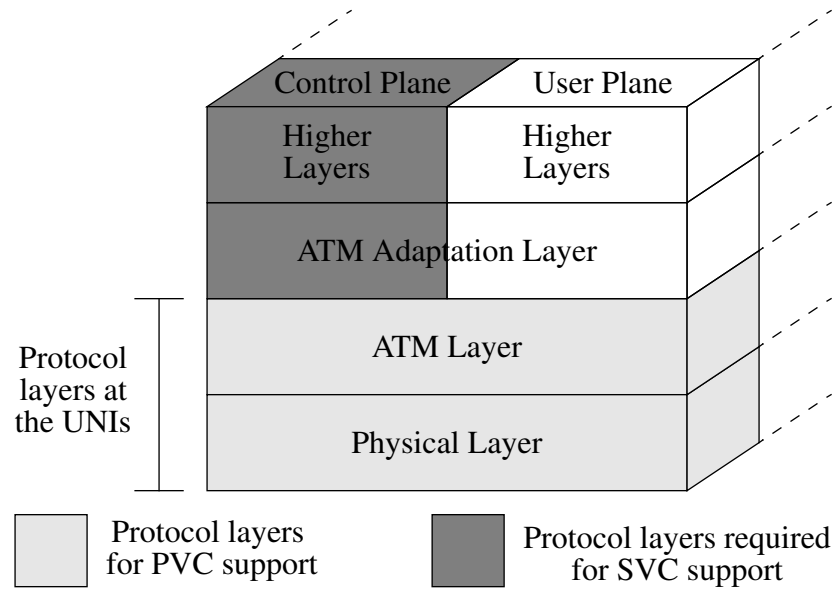 Control Plane
User Plane
Higher
Layers
Higher
Layers
ATM Adaptation Layer
ATM Layer
Physical Layer
Protocol
layers at
the UNIs
Protocol layers
for PVC support
Protocol layers required
for SVC support